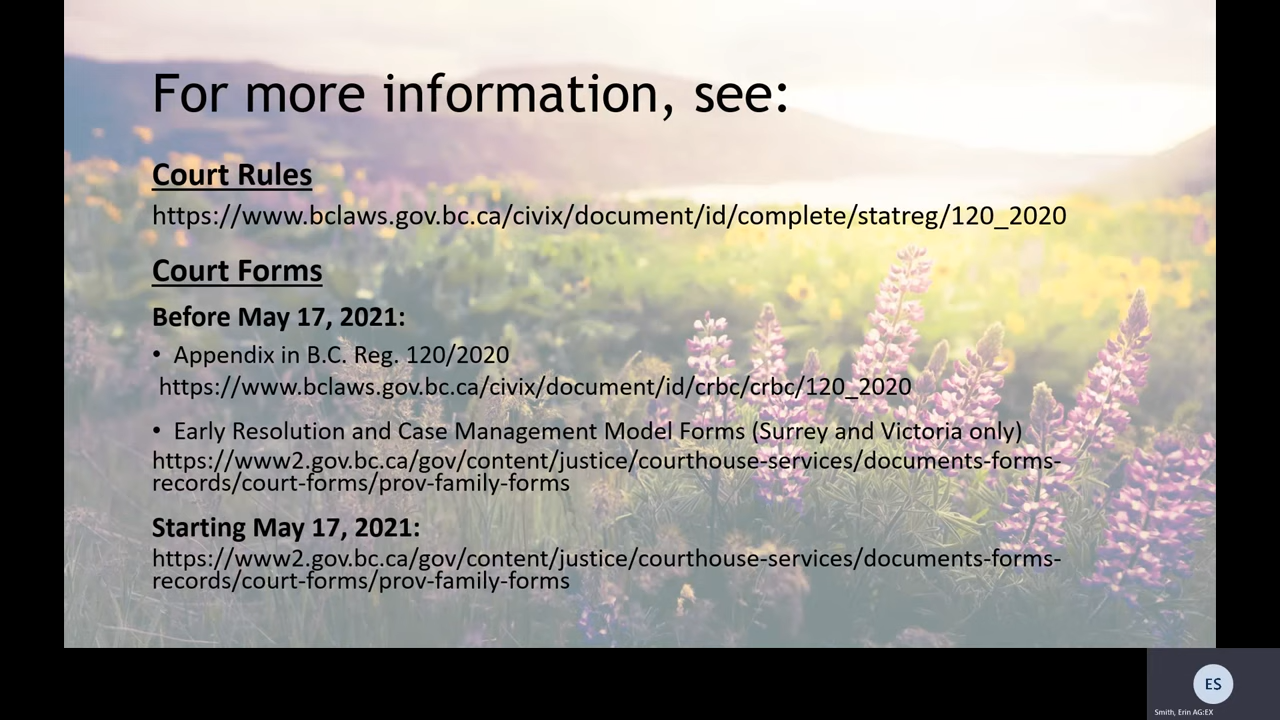 For more information, see:
Court Rules
https://www.bclaws.gov.bc.ca/civix/document/id/complete/statreg/120_2020
Court Forms
Before May 17, 2021:
• Appendix in B.C. Reg. 120/2020
https://www.bclaws.gov.bc.ca/civix/document/id/crbc/crbc/120_2020
• Early Resolution and Case Management Model Forms (Surrey and Victoria only)
https://www2.gov.bc.ca/gov/content/justice/courthouse-services/documents-forms-
records/court-forms/prov-family-forms
Starting May 17, 2021:
https://www2.gov.bc.ca/gov/content/justice/courthouse-services/documents-forms-
records/court-forms/prov-family-forms
ES
Smith, Erin AG:EX